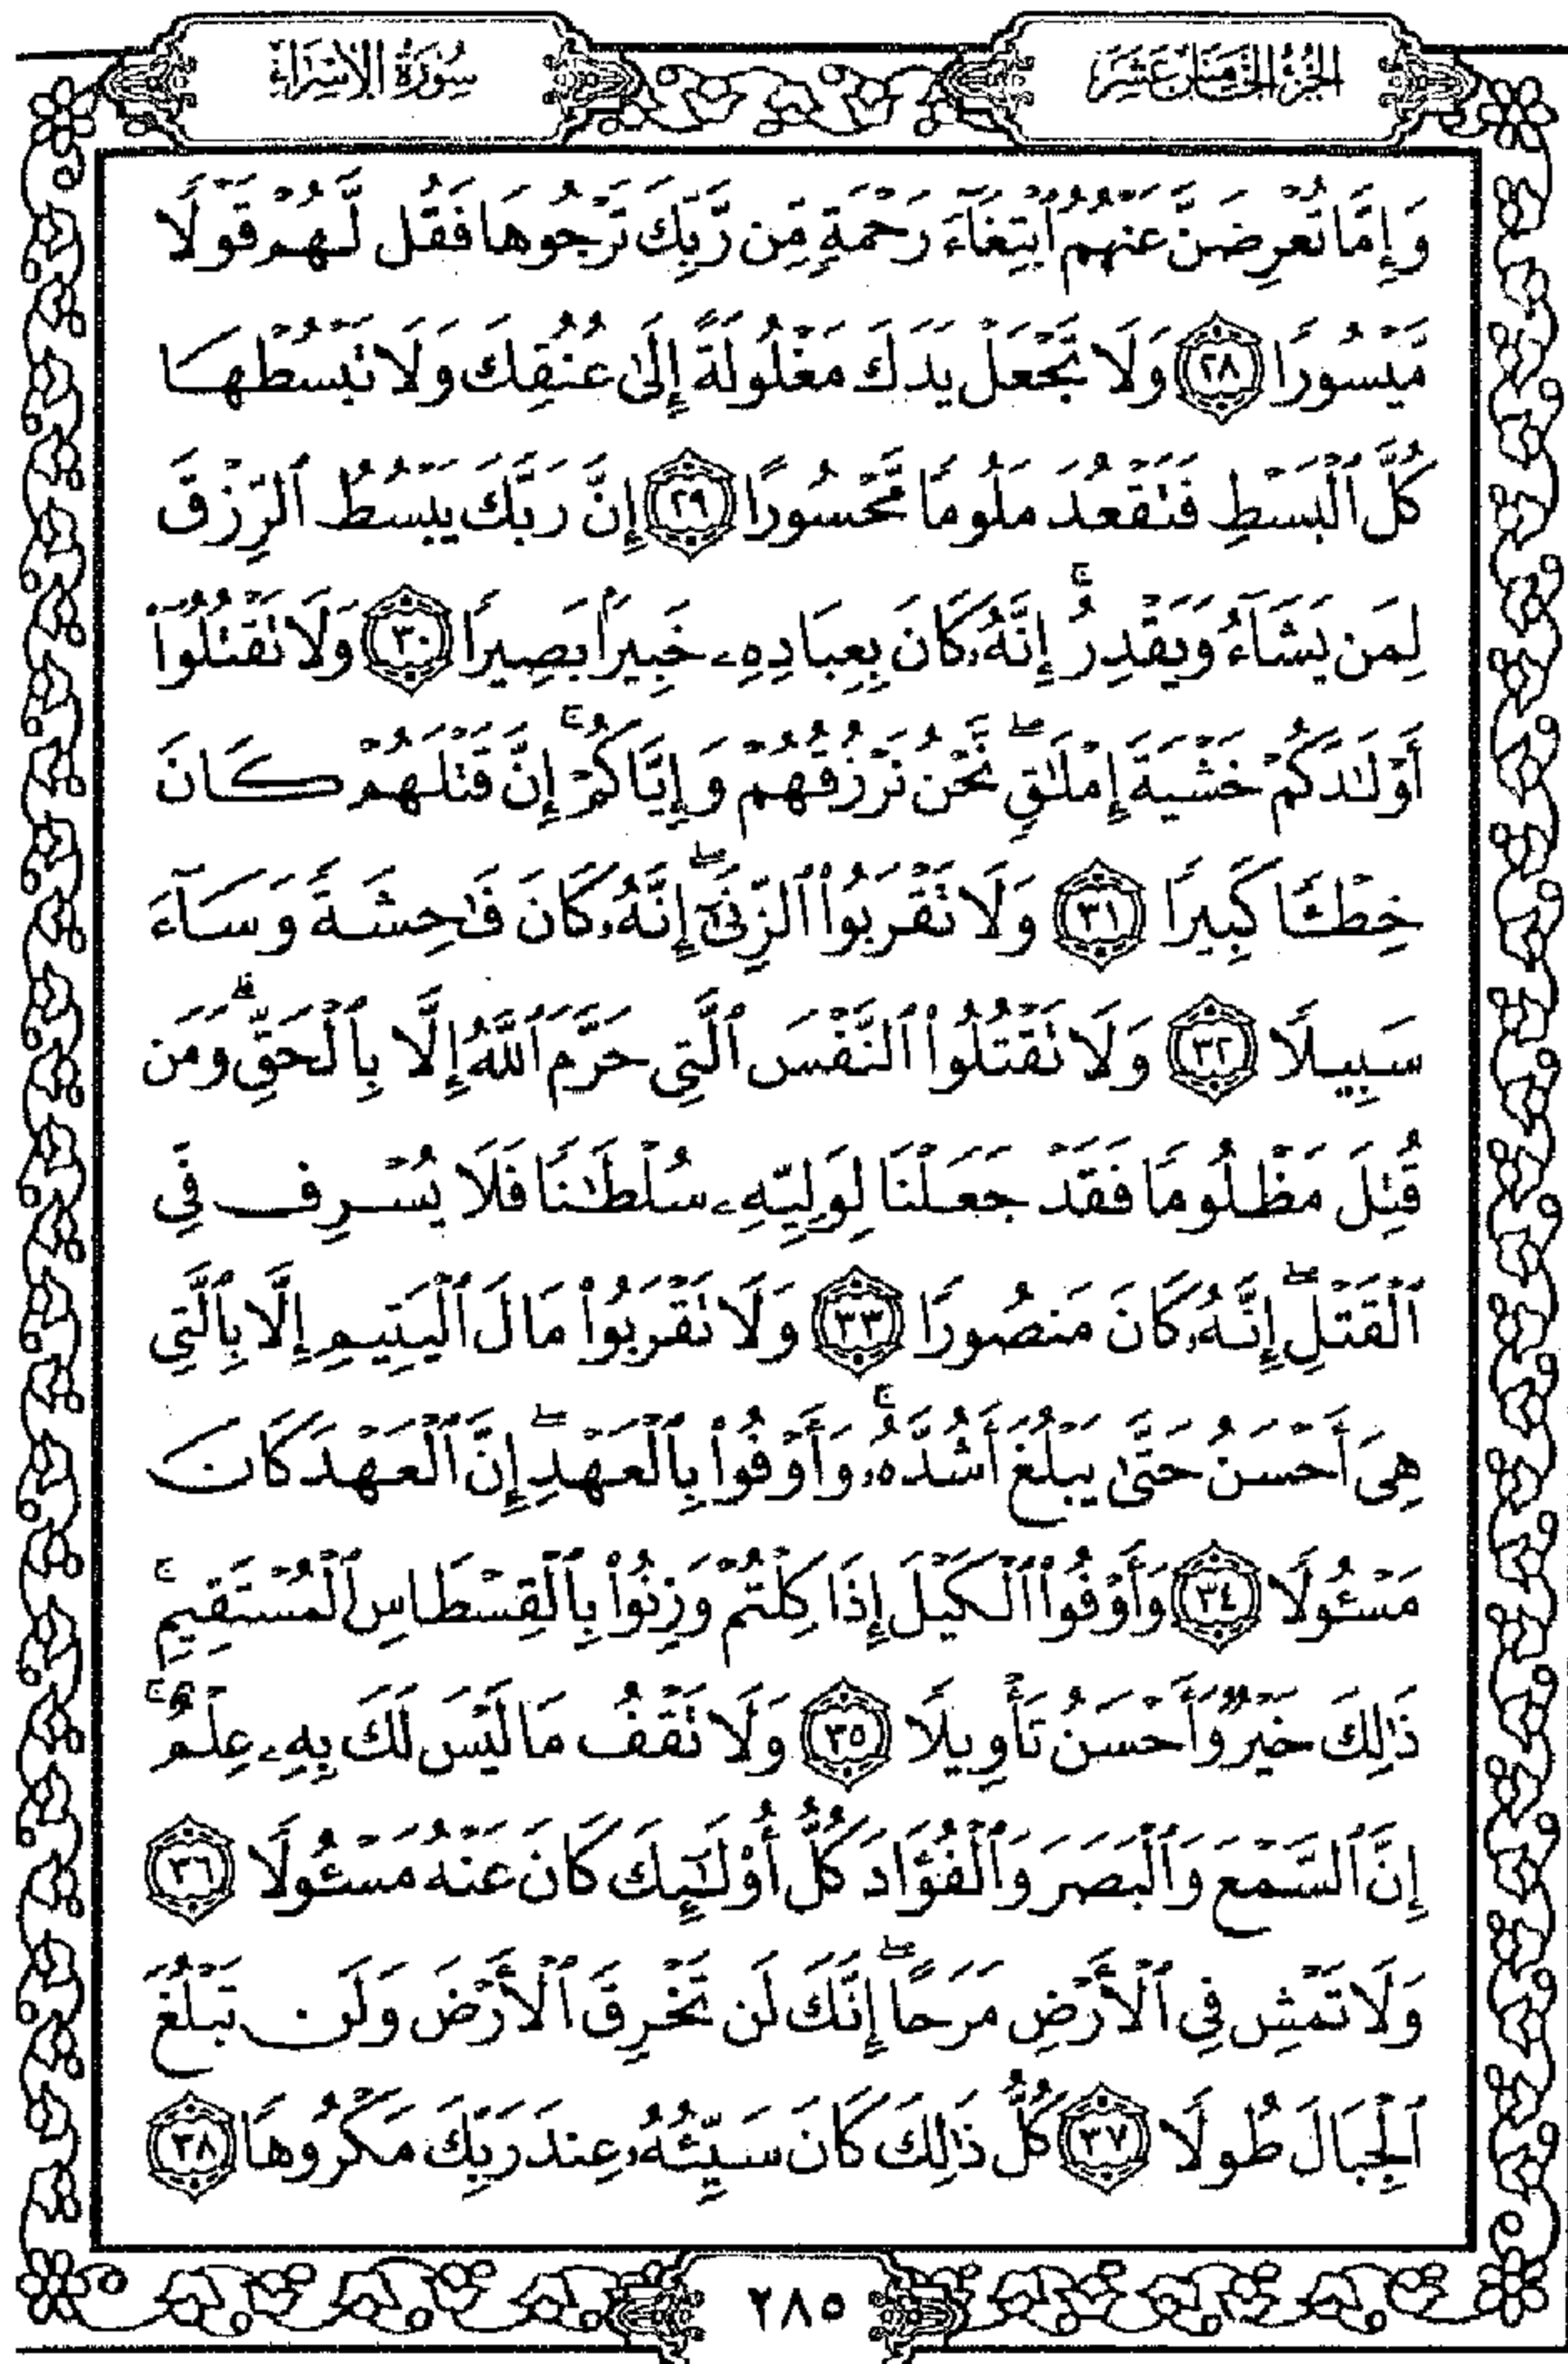 الجزء الخامس عشر
سورة الإسراء
وَإِمَّا تُعْرِضَنَّ عَنْهُمُ ٱبْتِغَآءَ رَحْمَةٍ مِّن رَّبِّكَ تَرْجُوهَا فَقُل لَّهُمْ قَوْلًا
مَّيْسُورًا ٢٨ وَلَا تَجْعَلْ يَدَكَ مَغْلُولَةً إِلَىٰ عُنُقِكَ وَلَا تَبْسُطْهَا
كُلَّ ٱلْبَسْطِ فَتَقْعُدَ مَلُومًا مَّحْسُورًا ٢٩ إِنَّ رَبَّكَ يَبْسُطُ ٱلرِّزْقَ
لِمَن يَشَآءُ وَيَقْدِرُ ۚ إِنَّهُۥ كَانَ بِعِبَادِهِۦ خَبِيرًۢا بَصِيرًا ٣٠ وَلَا تَقْتُلُوٓا۟
أَوْلَـٰدَكُمْ خَشْيَةَ إِمْلَـٰقٍ ۖ نَّحْنُ نَرْزُقُهُمْ وَإِيَّاكُمْ ۚ إِنَّ قَتْلَهُمْ كَانَ
خِطْـًٔا كَبِيرًا ٣١ وَلَا تَقْرَبُوا۟ ٱلزِّنَىٰٓ ۖ إِنَّهُۥ كَانَ فَـٰحِشَةً وَسَآءَ
سَبِيلًا ٣٢ وَلَا تَقْتُلُوا۟ ٱلنَّفْسَ ٱلَّتِى حَرَّمَ ٱللَّهُ إِلَّا بِٱلْحَقِّ ۗ وَمَن
قُتِلَ مَظْلُومًا فَقَدْ جَعَلْنَا لِوَلِيِّهِۦ سُلْطَـٰنًا فَلَا يُسْرِف فِّى
ٱلْقَتْلِ ۖ إِنَّهُۥ كَانَ مَنصُورًا ٣٣ وَلَا تَقْرَبُوا۟ مَالَ ٱلْيَتِيمِ إِلَّا بِٱلَّتِى
هِىَ أَحْسَنُ حَتَّىٰ يَبْلُغَ أَشُدَّهُۥ ۚ وَأَوْفُوا۟ بِٱلْعَهْدِ ۖ إِنَّ ٱلْعَهْدَ كَانَ
مَسْـُٔولًا ٣٤ وَأَوْفُوا۟ ٱلْكَيْلَ إِذَا كِلْتُمْ وَزِنُوا۟ بِٱلْقِسْطَاسِ ٱلْمُسْتَقِيمِ ۚ
ذَٰلِكَ خَيْرٌ وَأَحْسَنُ تَأْوِيلًا ٣٥ وَلَا تَقْفُ مَا لَيْسَ لَكَ بِهِۦ عِلْمٌ ۚ
إِنَّ ٱلسَّمْعَ وَٱلْبَصَرَ وَٱلْفُؤَادَ كُلُّ أُو۟لَـٰٓئِكَ كَانَ عَنْهُ مَسْـُٔولًا ٣٦
وَلَا تَمْشِ فِى ٱلْأَرْضِ مَرَحًا ۖ إِنَّكَ لَن تَخْرِقَ ٱلْأَرْضَ وَلَن تَبْلُغَ
ٱلْجِبَالَ طُولًا ٣٧ كُلُّ ذَٰلِكَ كَانَ سَيِّئُهُۥ عِندَ رَبِّكَ مَكْرُوهًا ٣٨
٢٨٥